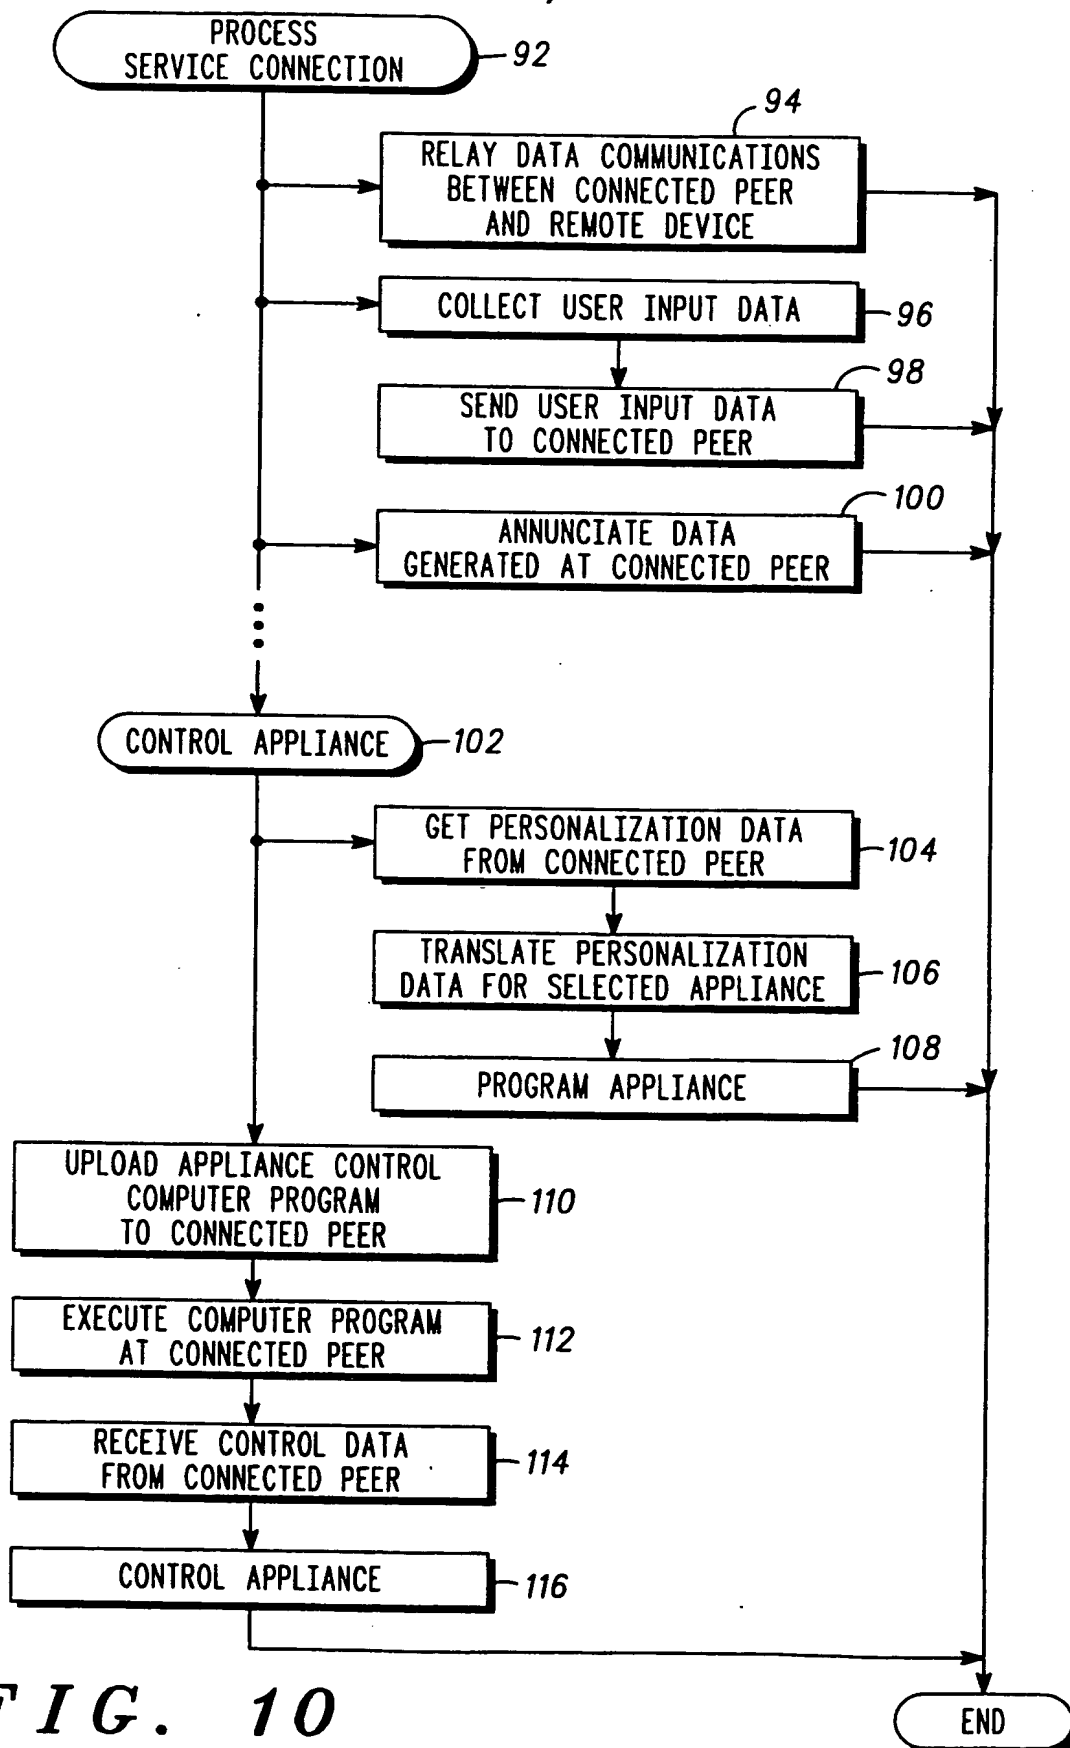 PROCESS
SERVICE CONNECTION
92
94
RELAY DATA COMMUNICATIONS
BETWEEN CONNECTED PEER
AND REMOTE DEVICE
COLLECT USER INPUT DATA
96
98
SEND USER INPUT DATA
TO CONNECTED PEER
100
ANNUNCIATE DATA
GENERATED AT CONNECTED PEER
CONTROL APPLIANCE
102
GET PERSONALIZATION DATA
FROM CONNECTED PEER
104
TRANSLATE PERSONALIZATION
DATA FOR SELECTED APPLIANCE
106
108
PROGRAM APPLIANCE
UPLOAD APPLIANCE CONTROL
COMPUTER PROGRAM
TO CONNECTED PEER
110
EXECUTE COMPUTER PROGRAM
AT CONNECTED PEER
112
RECEIVE CONTROL DATA
FROM CONNECTED PEER
114
CONTROL APPLIANCE
116
END
FIG. 10